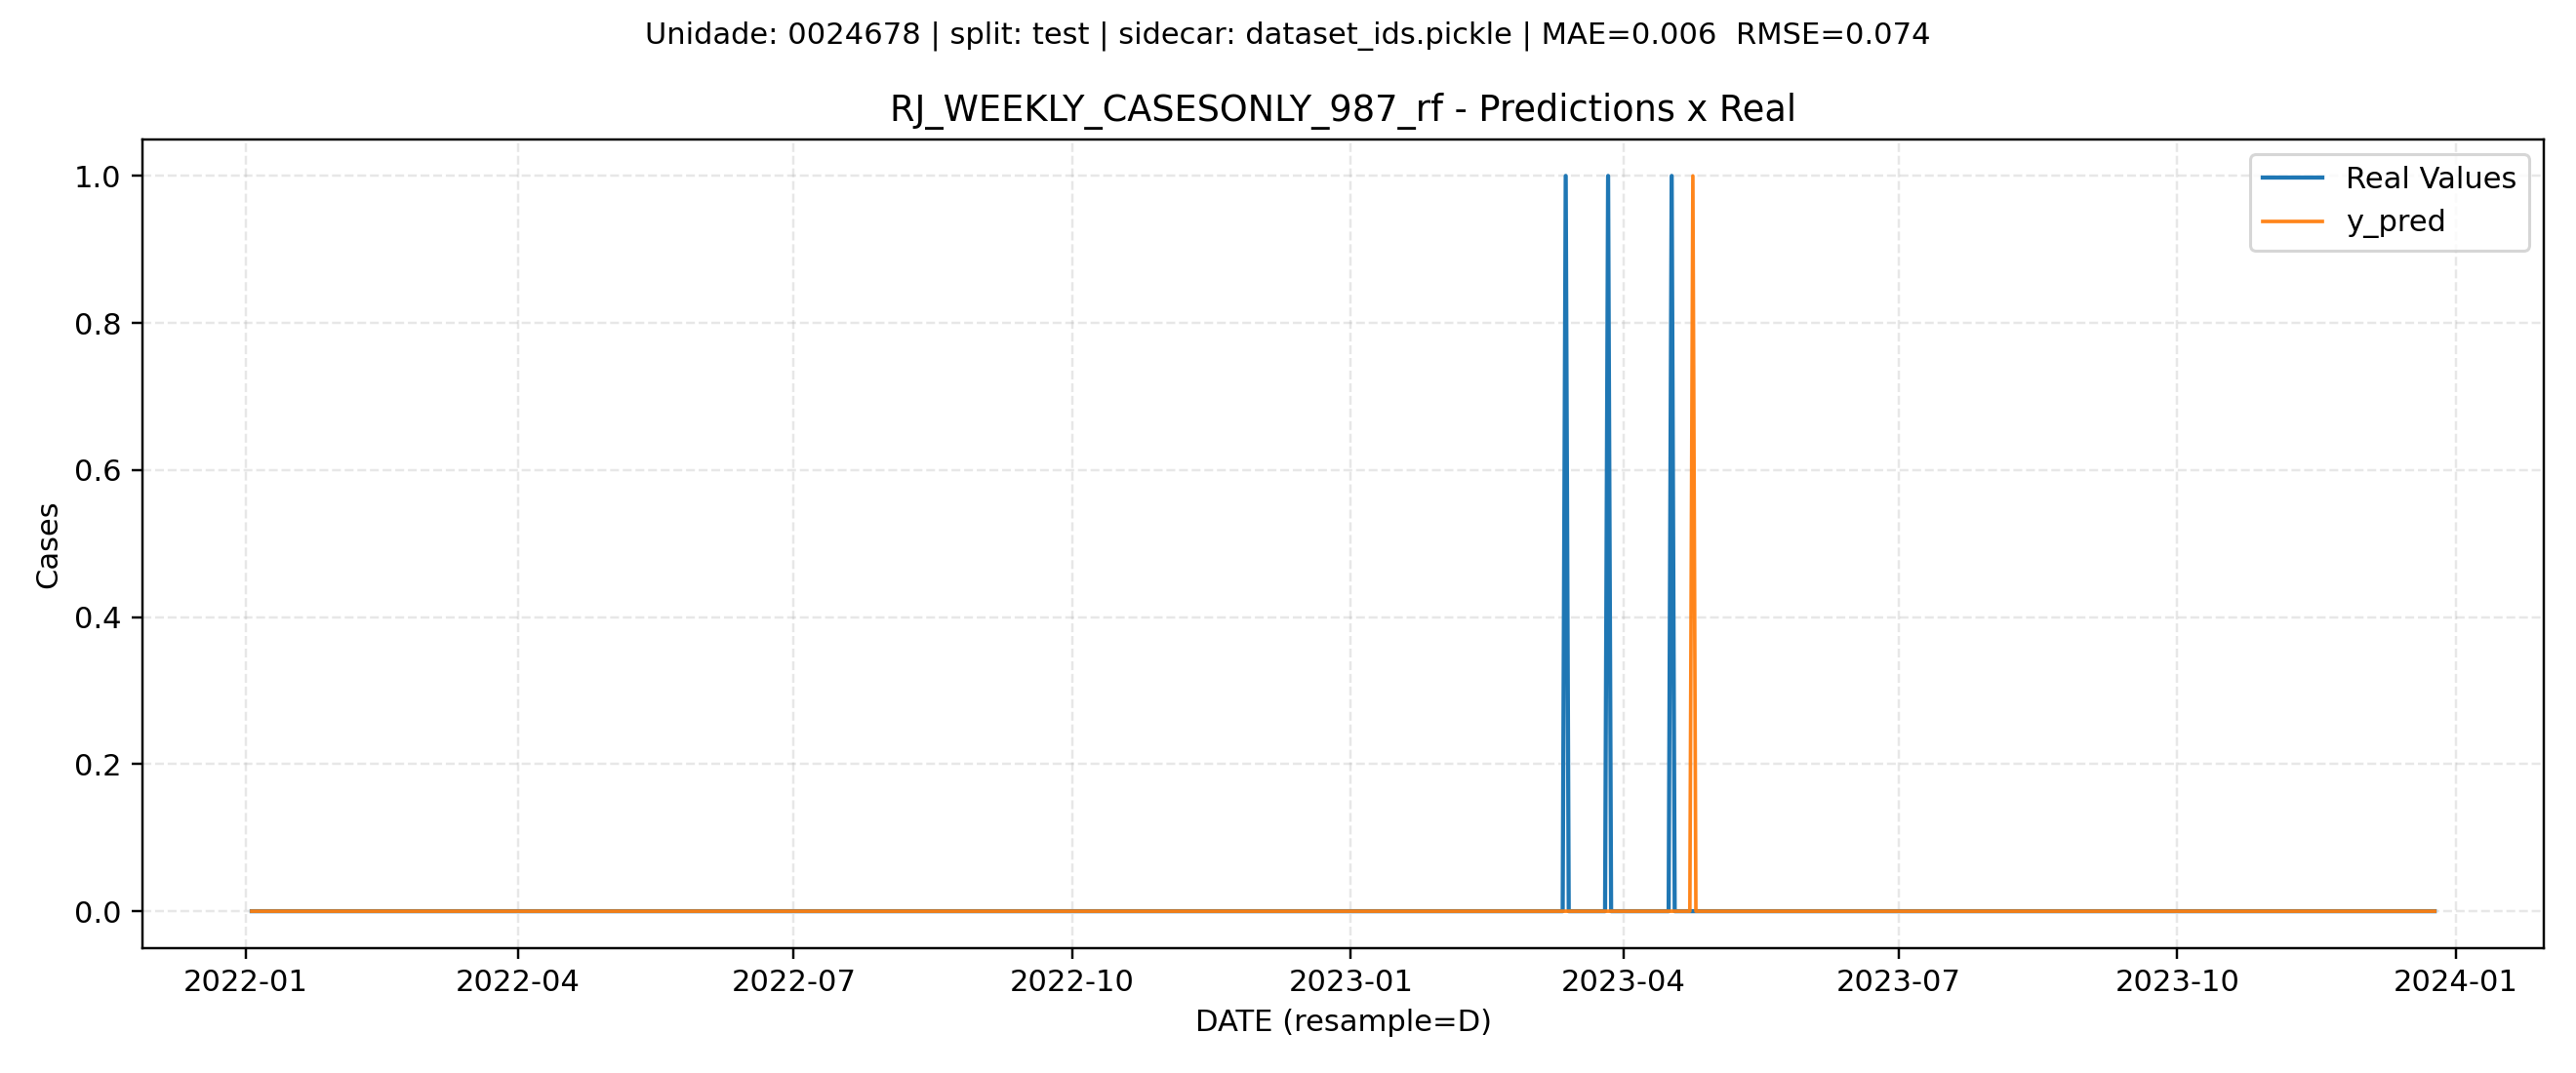 Unidade: 0024678 | split: test | sidecar: dataset_ids.pickle | MAE=0.006  RMSE=0.074
RJ_WEEKLY_CASESONLY_987_rf - Predictions x Real
Real Values
y_pred
1.0
0.8
0.6
0.4
0.2
0.0
Cases
2022-01
2022-04
2022-07
2022-10
2023-01
2023-04
2023-07
2023-10
2024-01
DATE (resample=D)